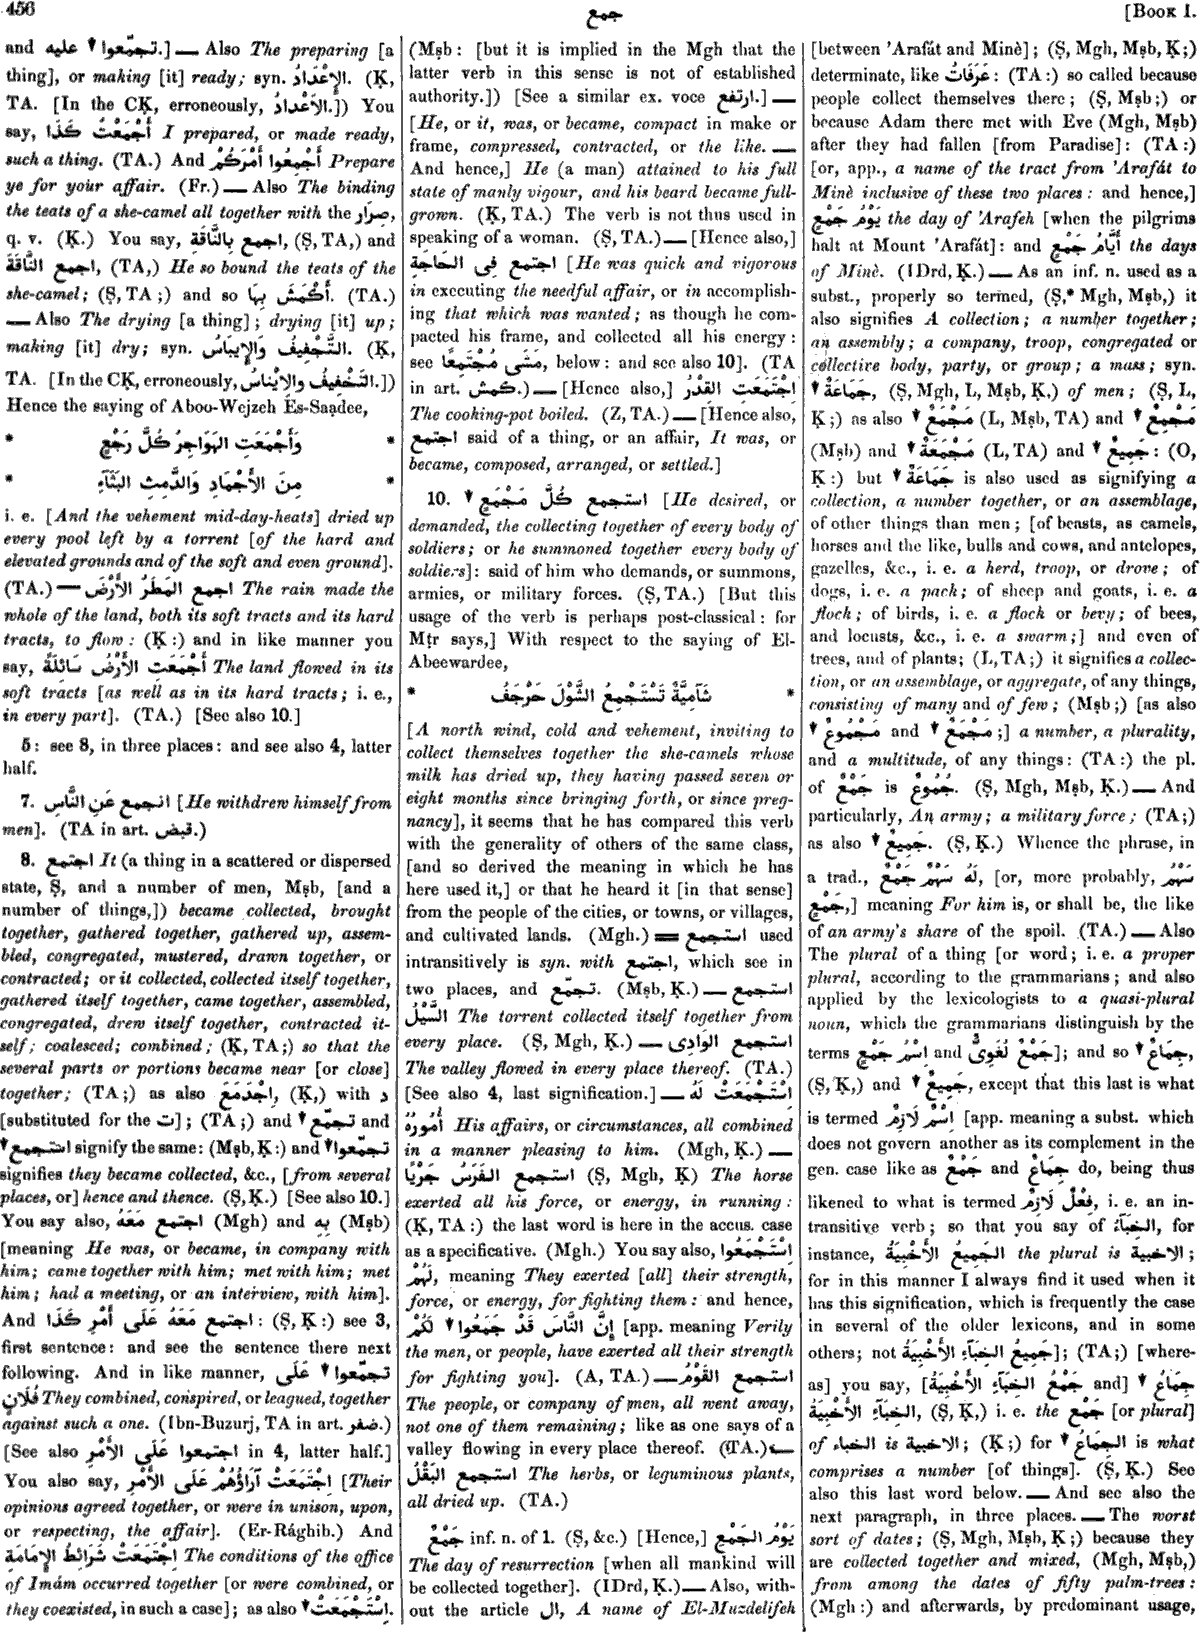 456
جمع
[BOOK I.
and تجمّعوا ↓ عليه.] — Also The preparing [a
thing], or making [it] ready; syn. الإِعْدَادُ. (Ḳ,
TA. [In the CḲ, erroneously, الأَعْدادُ.]) You
say, أَجْمَعْتُ كَذَا I prepared, or made ready,
such a thing. (TA.) And أَجْمِعُوا أَمْرَكُمْ Prepare
ye for your affair. (Fr.) — Also The binding
the teats of a she-camel all together with the صِرَار,
q. v. (Ḳ.) You say, اجمع بِالنَّاقَةِ, (Ṣ, TA,) and
اجمع النَّاقَةَ, (TA,) He so bound the teats of the
she-camel; (Ṣ, TA;) and so أَكْمَشَ بِهَا. (TA.)
— Also The drying [a thing]; drying [it] up;
making [it] dry; syn. التَّجْفِيفُ وَالإِيبَاسُ. (Ḳ,
TA. [In the CḲ, erroneously, التَّخْفِيفُ والإِيْناسُ.])
Hence the saying of Aboo-Wejzeh Es-Saạdee,
* وَأَجْمَعَتِ الهَوَاجِرُ كُلَّ رَجْعٍ *
* مِنَ الأَجْمَادِ وَالدَّمِثِ البَثَآءِ *
i. e. [And the vehement mid-day-heats] dried up
every pool left by a torrent [of the hard and
elevated grounds and of the soft and even ground].
(TA.) — اجمع المَطَرُ الأَرْضَ The rain made the
whole of the land, both its soft tracts and its hard
tracts, to flow: (Ḳ:) and in like manner you
say, أَجْمَعَتِ الأَرْضُ سَائِلَةً The land flowed in its
soft tracts [as well as in its hard tracts; i. e.,
in every part]. (TA.) [See also 10.]
5: see 8, in three places: and see also 4, latter
half.
7. انجمع عَنِ النَّاسِ [He withdrew himself from
men]. (TA in art. قبض.)
8. اجتمع It (a thing in a scattered or dispersed
state, Ṣ, and a number of men, Mṣb, [and a
number of things,]) became collected, brought
together, gathered together, gathered up, assem-
bled, congregated, mustered, drawn together, or
contracted; or it collected, collected itself together,
gathered itself together, came together, assembled,
congregated, drew itself together, contracted it-
self; coalesced; combined; (Ḳ, TA;) so that the
several parts or portions became near [or close]
together; (TA;) as also اِجْدَمَعَ, (Ḳ,) with د
[substituted for the ت]; (TA;) and تجمّع ↓ and
استجمع ↓ signify the same: (Mṣb, Ḳ:) and تجمّعوا ↓
signifies they became collected, &c., [from several
places, or] hence and thence. (Ṣ, Ḳ.) [See also 10.]
You say also, اجتمع مَعَهُ (Mgh) and بِهِ (Mṣb)
[meaning He was, or became, in company with
him; came together with him; met with him; met
him; had a meeting, or an interview, with him].
And اجتمع مَعَهُ عَلَى أَمْرِ كَذَا: (Ṣ, Ḳ:) see 3,
first sentence: and see the sentence there next
following. And in like manner, تجمّعوا ↓ عَلَى
فُلَانٍ They combined, conspired, or leagued, together
against such a one. (Ibn-Buzurj, TA in art. ضفر.)
[See also اجتمعوا عَلَى الأَمْرِ in 4, latter half.]
You also say, اِجْتَمَعَتْ آرَاؤُهُمْ عَلَى الأَمْرِ [Their
opinions agreed together, or were in unison, upon,
or respecting, the affair]. (Er-Rághib.) And
اِجْتَمَعَتْ شَرَائِطُ الإِمَامَةِ The conditions of the office
of Imám occurred together [or were combined, or
they coexisted, in such a case]; as also اِسْتَجْمَعَتْ ↓.
(Mṣb: [but it is implied in the Mgh that the
latter verb in this sense is not of established
authority.]) [See a similar ex. voce ارتفع.] —
[He, or it, was, or became, compact in make or
frame, compressed, contracted, or the like. —
And hence,] He (a man) attained to his full
state of manly vigour, and his beard became full-
grown. (Ḳ, TA.) The verb is not thus used in
speaking of a woman. (Ṣ, TA.) — [Hence also,]
اجتمع فِى الحَاجَةِ [He was quick and vigorous
in executing the needful affair, or in accomplish-
ing that which was wanted; as though he com-
pacted his frame, and collected all his energy:
see مَشَى مُجْتَمِعًا, below: and see also 10]. (TA
in art. كمش.) — [Hence also,] اِجْتَمَعَتِ القِدْرُ
The cooking-pot boiled. (Z, TA.) — [Hence also,
اجتمع said of a thing, or an affair, It was, or
became, composed, arranged, or settled.]
10. استجمع كُلَّ مَجْمَعٍ ↓ [He desired, or
demanded, the collecting together of every body of
soldiers; or he summoned together every body of
soldiers]: said of him who demands, or summons,
armies, or military forces. (Ṣ, TA.) [But this
usage of the verb is perhaps post-classical: for
Mṭr says,] With respect to the saying of El-
Abeewardee,
* شَآمِيَّةٌ تَسْتَجْمِعُ الشَّوْلَ حَرْجَفُ *
[A north wind, cold and vehement, inviting to
collect themselves together the she-camels whose
milk has dried up, they having passed seven or
eight months since bringing forth, or since preg-
nancy], it seems that he has compared this verb
with the generality of others of the same class,
[and so derived the meaning in which he has
here used it,] or that he heard it [in that sense]
from the people of the cities, or towns, or villages,
and cultivated lands. (Mgh.) = استجمع used
intransitively is syn. with اجتمع, which see in
two places, and تجمّع. (Mṣb, Ḳ.) — استجمع
السَّيْلُ The torrent collected itself together from
every place. (Ṣ, Mgh, Ḳ.) — استجمع الوَادِى
The valley flowed in every place thereof. (TA.)
[See also 4, last signification.] — اِسْتَجْمَعَتْ لَهُ
أُمُورُهُ His affairs, or circumstances, all combined
in a manner pleasing to him. (Mgh, Ḳ.) —
استجمع الفَرَسُ جَرْيًا (Ṣ, Mgh, Ḳ) The horse
exerted all his force, or energy, in running:
(Ḳ, TA:) the last word is here in the accus. case
as a specificative. (Mgh.) You say also, اِسْتَجْمَعُوا
لَهُمْ, meaning They exerted [all] their strength,
force, or energy, for fighting them: and hence,
إِنَّ النَّاسَ قَدْ جَمَعُوا ↓ لَكُمْ [app. meaning Verily
the men, or people, have exerted all their strength
for fighting you]. (A, TA.) — استجمع القَوْمُ
The people, or company of men, all went away,
not one of them remaining; like as one says of a
valley flowing in every place thereof. (TA.) —
استجمع البَقْلُ The herbs, or leguminous plants,
all dried up. (TA.)
جَمْعٌ inf. n. of 1. (Ṣ, &c.) [Hence,] يَوْمُ الجَمْعِ
The day of resurrection [when all mankind will
be collected together]. (IDrd, Ḳ.) — Also, with-
out the article ال, A name of El-Muzdelifeh
[between 'Arafát and Minè]; (Ṣ, Mgh, Mṣb, Ḳ;)
determinate, like عَرَفَاتُ: (TA:) so called because
people collect themselves there; (Ṣ, Mṣb;) or
because Adam there met with Eve (Mgh, Mṣb)
after they had fallen [from Paradise]: (TA:)
[or, app., a name of the tract from 'Arafát to
Minè inclusive of these two places: and hence,]
يَوْمُ جَمْعٍ the day of 'Arafeh [when the pilgrims
halt at Mount 'Arafát]: and أَيَّامُ جَمْعٍ the days
of Minè. (IDrd, Ḳ.) — As an inf. n. used as a
subst., properly so termed, (Ṣ,* Mgh, Mṣb,) it
also signifies A collection; a number together;
an assembly; a company, troop, congregated or
collective body, party, or group; a mass; syn.
جَمَاعَةٌ ↓, (Ṣ, Mgh, L, Mṣb, Ḳ,) of men; (Ṣ, L,
Ḳ;) as also مَجْمَعٌ ↓ (L, Mṣb, TA) and مَجْمِعٌ ↓
(Mṣb) and مَجْمَعَةٌ ↓ (L, TA) and جَمِيعٌ ↓: (O,
Ḳ:) but جَمَاعَةٌ ↓ is also used as signifying a
collection, a number together, or an assemblage,
of other things than men; [of beasts, as camels,
horses and the like, bulls and cows, and antelopes,
gazelles, &c., i. e. a herd, troop, or drove; of
dogs, i. e. a pack; of sheep and goats, i. e. a
flock; of birds, i. e. a flock or bevy; of bees,
and locusts, &c., i. e. a swarm;] and even of
trees, and of plants; (L, TA;) it signifies a collec-
tion, or an assemblage, or aggregate, of any things,
consisting of many and of few; (Mṣb;) [as also
مَجْمُوعٌ ↓ and مَجْمَعٌ ↓;] a number, a plurality,
and a multitude, of any things: (TA:) the pl.
of جَمْعٌ is جُمُوعٌ. (Ṣ, Mgh, Mṣb, Ḳ.) — And
particularly, An army; a military force; (TA;)
as also جَمِيعٌ ↓. (Ṣ, Ḳ.) Whence the phrase, in
a trad., لَهُ سَهْمُ جَمْعٍ, [or, more probably, سَهْمُ
جَمْعٍ,] meaning For him is, or shall be, the like
of an army's share of the spoil. (TA.) — Also
The plural of a thing [or word; i. e. a proper
plural, according to the grammarians; and also
applied by the lexicologists to a quasi-plural
noun, which the grammarians distinguish by the
terms جَمْعٌ لُغَوِىٌّ and اِسْمُ جَمْعٍ]; and so جِمَاعٌ ↓,
(Ṣ, Ḳ,) and جَمِيعٌ ↓, except that this last is what
is termed اِسْمٌ لَازِمٌ [app. meaning a subst. which
does not govern another as its complement in the
gen. case like as جَمْعٌ and جِمَاعٌ do, being thus
likened to what is termed فِعْلٌ لَازِمٌ, i. e. an in-
transitive verb; so that you say of الخِبَآءُ, for
instance, الجَمِيعُ الأَخْبِيَةُ the plural is الاخبية;
for in this manner I always find it used when it
has this signification, which is frequently the case
in several of the older lexicons, and in some
others; not جَمِيعُ الخِبَآءِ الأَخْبِيَةُ]; (TA;) [where-
as] you say, [جَمْعُ الخِبَآءِ الأَخْبِيَةُ and] جِمَاعُ ↓
الخِبَآءِ الأَخْبِيَةُ, (Ṣ, Ḳ,) i. e. the جَمْع [or plural]
of الخباء is الاخبية; (Ḳ;) for الجِمَاعُ ↓ is what
comprises a number [of things]. (Ṣ, Ḳ.) See
also this last word below. — And see also the
next paragraph, in three places. — The worst
sort of dates; (Ṣ, Mgh, Mṣb, Ḳ;) because they
are collected together and mixed, (Mgh, Mṣb,)
from among the dates of fifty palm-trees:
(Mgh:) and afterwards, by predominant usage,